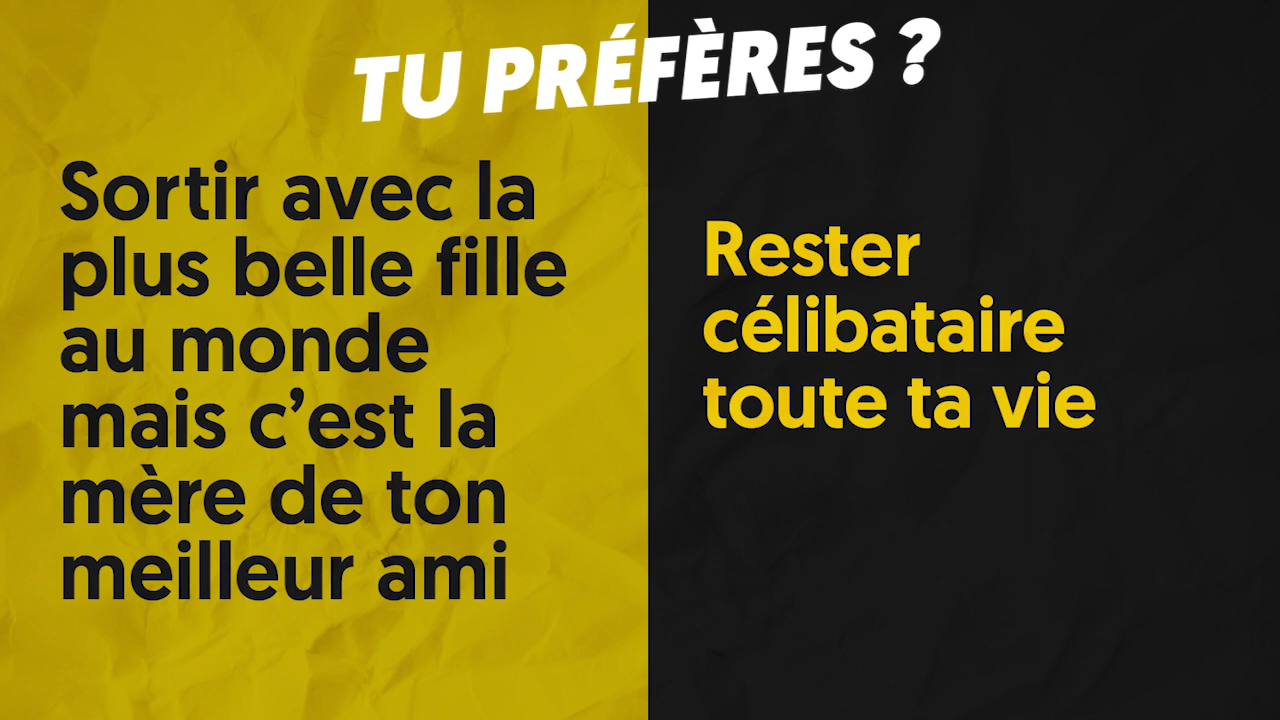 TU PRÉFÈRES ?
Sortir avec la
plus belle fille
au monde
mais c’est la
mère de ton
meilleur ami
Rester
célibataire
toute ta vie